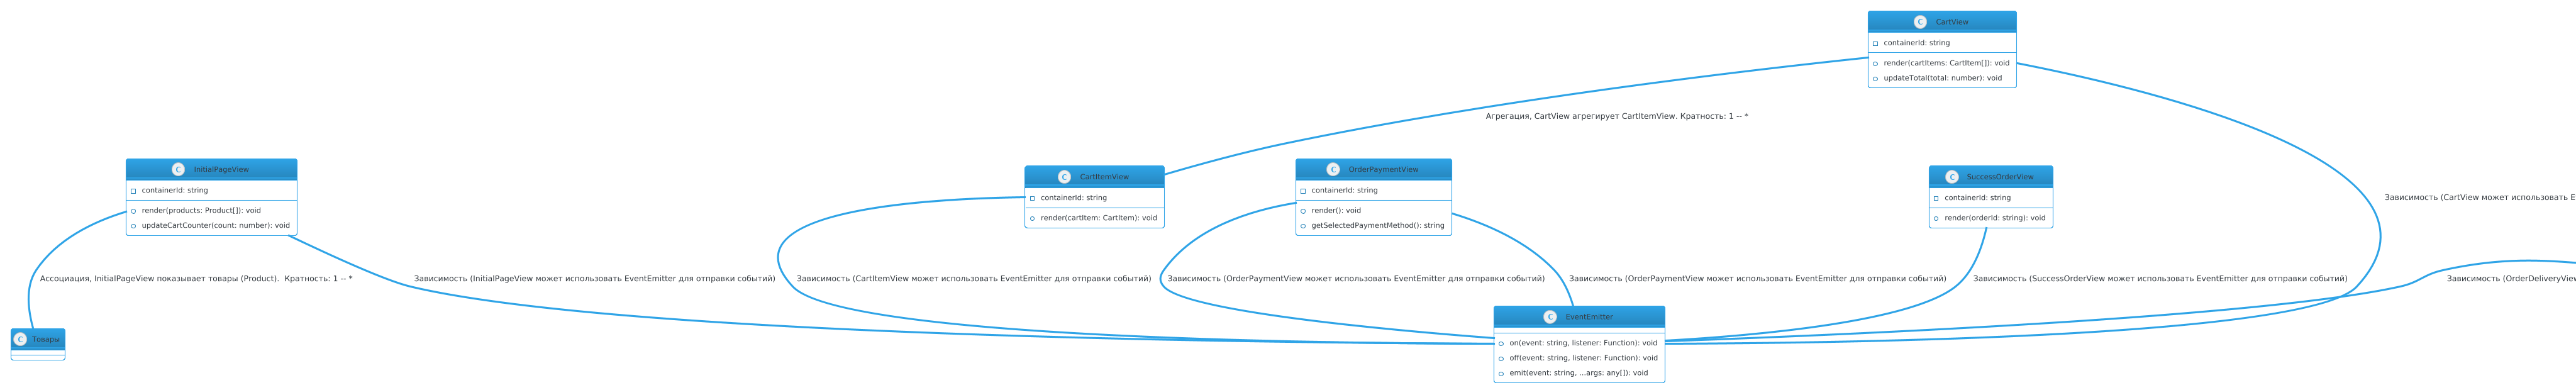 C CartView
containerId: string
render(cartItems: CartItem[]): void
updateTotal(total: number): void
Агрегация, CartView агрегирует CartItemView. Кратность: 1 -- *
C InitialPageView
containerId: string
render(products: Product[]): void
updateCartCounter(count: number): void
C CartItemView
containerId: string
render(cartItem: CartItem): void
C OrderPaymentView
containerId: string
render(): void
getSelectedPaymentMethod(): string
C SuccessOrderView
containerId: string
render(orderId: string): void
Зависимость (CartView может использовать E
Ассоциация, InitialPageView показывает товары (Product). Кратность: 1 -- *
Зависимость (InitialPageView может использовать EventEmitter для отправки событий)
Зависимость (CartItemView может использовать EventEmitter для отправки событий)
Зависимость (OrderPaymentView может использовать EventEmitter для отправки событий)
Зависимость (OrderPaymentView может использовать EventEmitter для отправки событий)
Зависимость (SuccessOrderView может использовать EventEmitter для отправки событий)
Зависимость (OrderDeliveryView
C Товары
C EventEmitter
on(event: string, listener: Function): void
off(event: string, listener: Function): void
emit(event: string, ...args: any[]): void